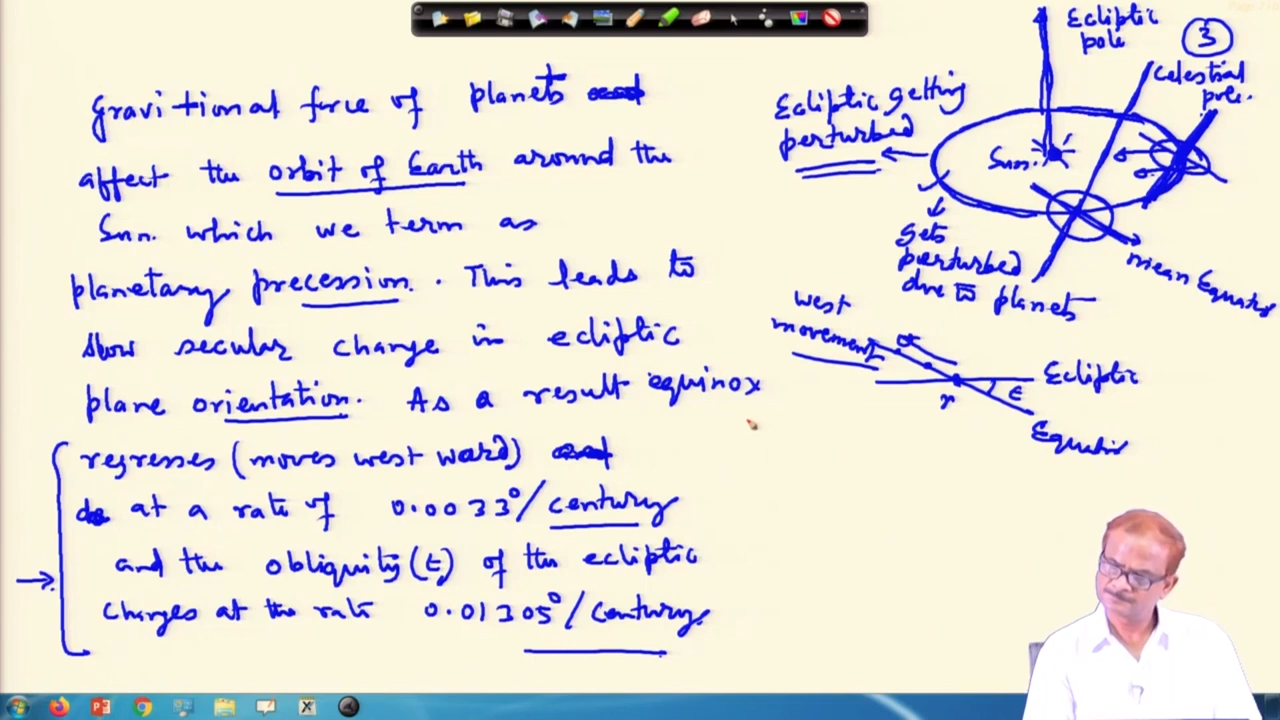 Gravitional force of planets
affect the orbit of Earth around the
Sun. which we term as
planetary precession. This leads to
slow secular change in ecliptic
plane orientation. As a result equinox
regresses (moves west ward)
at a rate of 0.0033°/century
and the obliquity (ε) of the ecliptic
changes at the rate 0.01305°/century.
Ecliptic
pole
3
Celestial
pole.
Ecliptic getting
perturbed
Sun.
gets
perturbed
due to planets
mean Equator
west
movement
Ecliptic
γ
ε
Equator